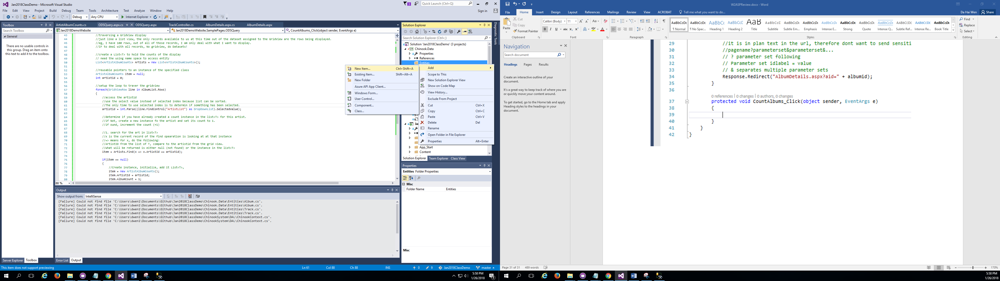 Jan2018ClassDemo - Microsoft Visual Studio
3
Quick Launch (Ctrl+Q)
File Edit View Project Build Debug Team Tools Architecture Test Analyze Window Help
Sign in
Debug Any CPU Internet Explorer
Toolbox
Search Toolbox
General
There are no usable controls in
this group. Drag an item onto
this text to add it to the toolbox.
Server Explorer Toolbox
ArtistAlbumCounts.cs ODSQuery.aspx.cs ODSQuery.aspx TrackController.cs AlbumDetails.aspx.cs AlbumDetails.aspx
Jan2018DemoWebsite Jan2018DemoWebsite.SamplePages.ODSQuery CountAlbums_Click(object sender, EventArgs e)
43 //traversing a GridView display
44 //just like a list view, the only records available to us at this time out of the dataset assigned to the GridView are the rows being displayed.
45 //eg, I have 100 rows, out of all of those records, I am only deal with what I want to display.
46 //IF to deal with all records, No gridview, do Datasets!
47
48 //create a List<T> to hold the counts of the display
49 // need the using name space to access entity
50 List<ArtistAlbumCounts> Artists = new List<ArtistAlbumCounts>();
51
52 //reusable pointers to an instance of the specified class
53 ArtistAlbumCounts item = null;
54 int artistid = 0;
55
56 //setup the loop to traver the gridview
57 foreach(GridViewRow line in AlbumList.Rows)
58 {
59 //access the artistid
60 //use the select value instead of selected index because list can be sorted.
61 //The only time to use selected index is to determin if something has been selected.
62 artistid = int.Parse((line.FindControl("ArtistList") as DropDownList).SelectedValue);
63
64 //determine if you have already created a count instance in the list<T> for this artist.
65 //if Not, create a new instance fo the artist and set its count to 1.
66 //if ound, increment the count (+1)
67
68 //1. search for the art in list<T>
69 //x is the current record of the find opearation is looking at at that instance
70 //=> means for x, do the following:
71 //ArtistID from the list of T, compare to the artistid from the grid view.
72 //what will be returned is either null (not found) or the instance in the list<T>
73 item = Artists.Find(x => x.ArtistId == artistid);
74
75 if(item == null)
76 {
77 //Create instance, initialize, add it List<T>,
78 item = new ArtistAlbumCounts();
79 item.ArtistId = artistid;
80 item.AlbumCount = 1;
88 %
Output
Show output from: IntelliSense
[Failure] Could not find file 'C:\Users\dwen1\Documents\Github\Jan2018ClassDemo\Chinook.Data\Entities\Album.cs'.
[Failure] Could not find file 'C:\Users\dwen1\Documents\Github\Jan2018ClassDemo\Chinook.Data\Entities\Album.cs'.
[Failure] Could not find file 'C:\Users\dwen1\Documents\Github\Jan2018ClassDemo\Chinook.Data\Entities\Track.cs'.
[Failure] Could not find file 'C:\Users\dwen1\Documents\Github\Jan2018ClassDemo\Chinook.Data\Entities\Track.cs'.
[Failure] Could not find file 'C:\Users\dwen1\Documents\Github\Jan2018ClassDemo\ChinookSystem\DAL\ChinookContext.cs'.
[Failure] Could not find file 'C:\Users\dwen1\Documents\Github\Jan2018ClassDemo\ChinookSystem\DAL\ChinookContext.cs'.
Error List Output
New Item... Ctrl+Shift+A
Existing Item... Shift+Alt+A
New Folder
Azure API App Client...
Windows Form...
User Control...
Component...
Class...
Solution Explorer
Search Solution Explorer (Ctrl+;)
Solution 'Jan2018ClassDemo' (3 projects)
Chinook.Data
Properties
References
Entities
Add
Scope to This
New Solution Explorer View
Show on Code Map
View History...
Exclude From Project
Cut Ctrl+X
Copy Ctrl+C
Paste Ctrl+V
Delete Del
Rename
Open Folder in File Explorer
Properties Alt+Enter
App_Start
Content
Solution Explorer Team Explorer Class View
Properties
Entities Folder Properties
Misc
Folder Name Entities
Misc
Diagnostic Tools
This item does not support previewing Ln 61 Col 88 Ch 88 INS 0 9 Jan2018ClassDemo master
5:58 PM
1/26/2018
W2ASPReview.docx - Word
File Home Insert Design Layout References Mailings Review View ACROBAT Tell me what you want to do... Da Hai Wen Share
Paste
Cut
Copy
Format Painter
Clipboard
Calibri (Body) 11
Font
Paragraph
AaBbCcDc AaBbCcDc AaBbCc AaBbCcC AaB AaBbCcD AaBbCcDc AaBbCcDc AaBbCcDc AaBbCcDc AaBbCcDc AaBbCcDc AaBbCcDc AaBbCcDc AaBbCcDc
¶ Normal ¶ No Spac... Heading 1 Heading 2 Title Subtitle Subtle Em... Emphasis Intense E... Strong Quote Intense Q... Subtle Ref... Intense Re... Book Title
Styles
Find
Replace
Select
Editing
Navigation
Search document
Headings Pages Results
Create an interactive outline of your
document.
It's a great way to keep track of where you are
or quickly move your content around.
To get started, go to the Home tab and apply
Heading styles to the headings in your
document.
29 //it is in plan text in the url, therefore dont want to send sensiti
30 //pagename?parameterset&parameterset&...
31 // ? parameter set following
32 // Parameter set idlabel = value
33 // & separates multiple parameter sets
34 Response.Redirect("AlbumDetails.aspx?aid=" + albumid);
35 }
36
0 references | 0 changes | 0 authors, 0 changes
37 protected void CountAlbums_Click(object sender, EventArgs e)
38 {
39
40 }
41 }
42 }
Page 31 of 31 489 words 170%
5:58 PM
1/26/2018